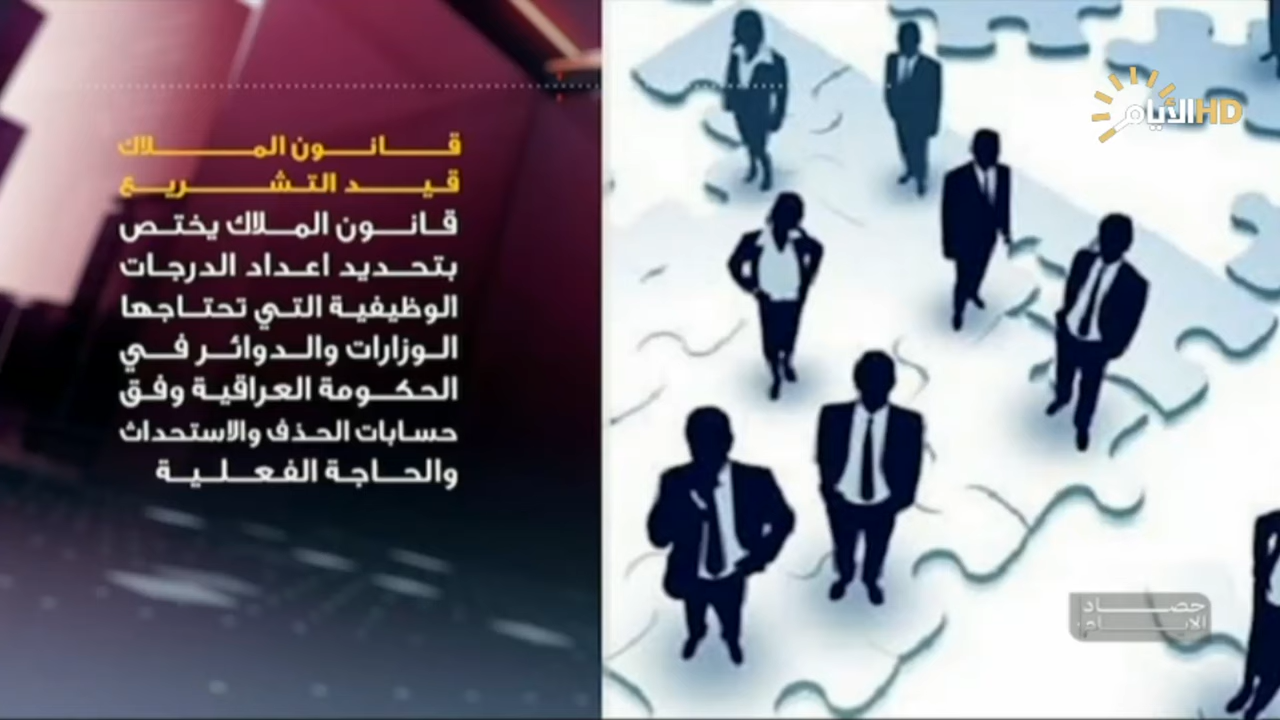 قانون الملاك
قيد التشريع
قانون الملاك يختص
بتحديد اعداد الدرجات
الوظيفية التي تحتاجها
الوزارات والدوائر في
الحكومة العراقية وفق
حسابات الحذف والاستحداث
والحاجة الفعلية
الأيام HD
حصاد
الايام